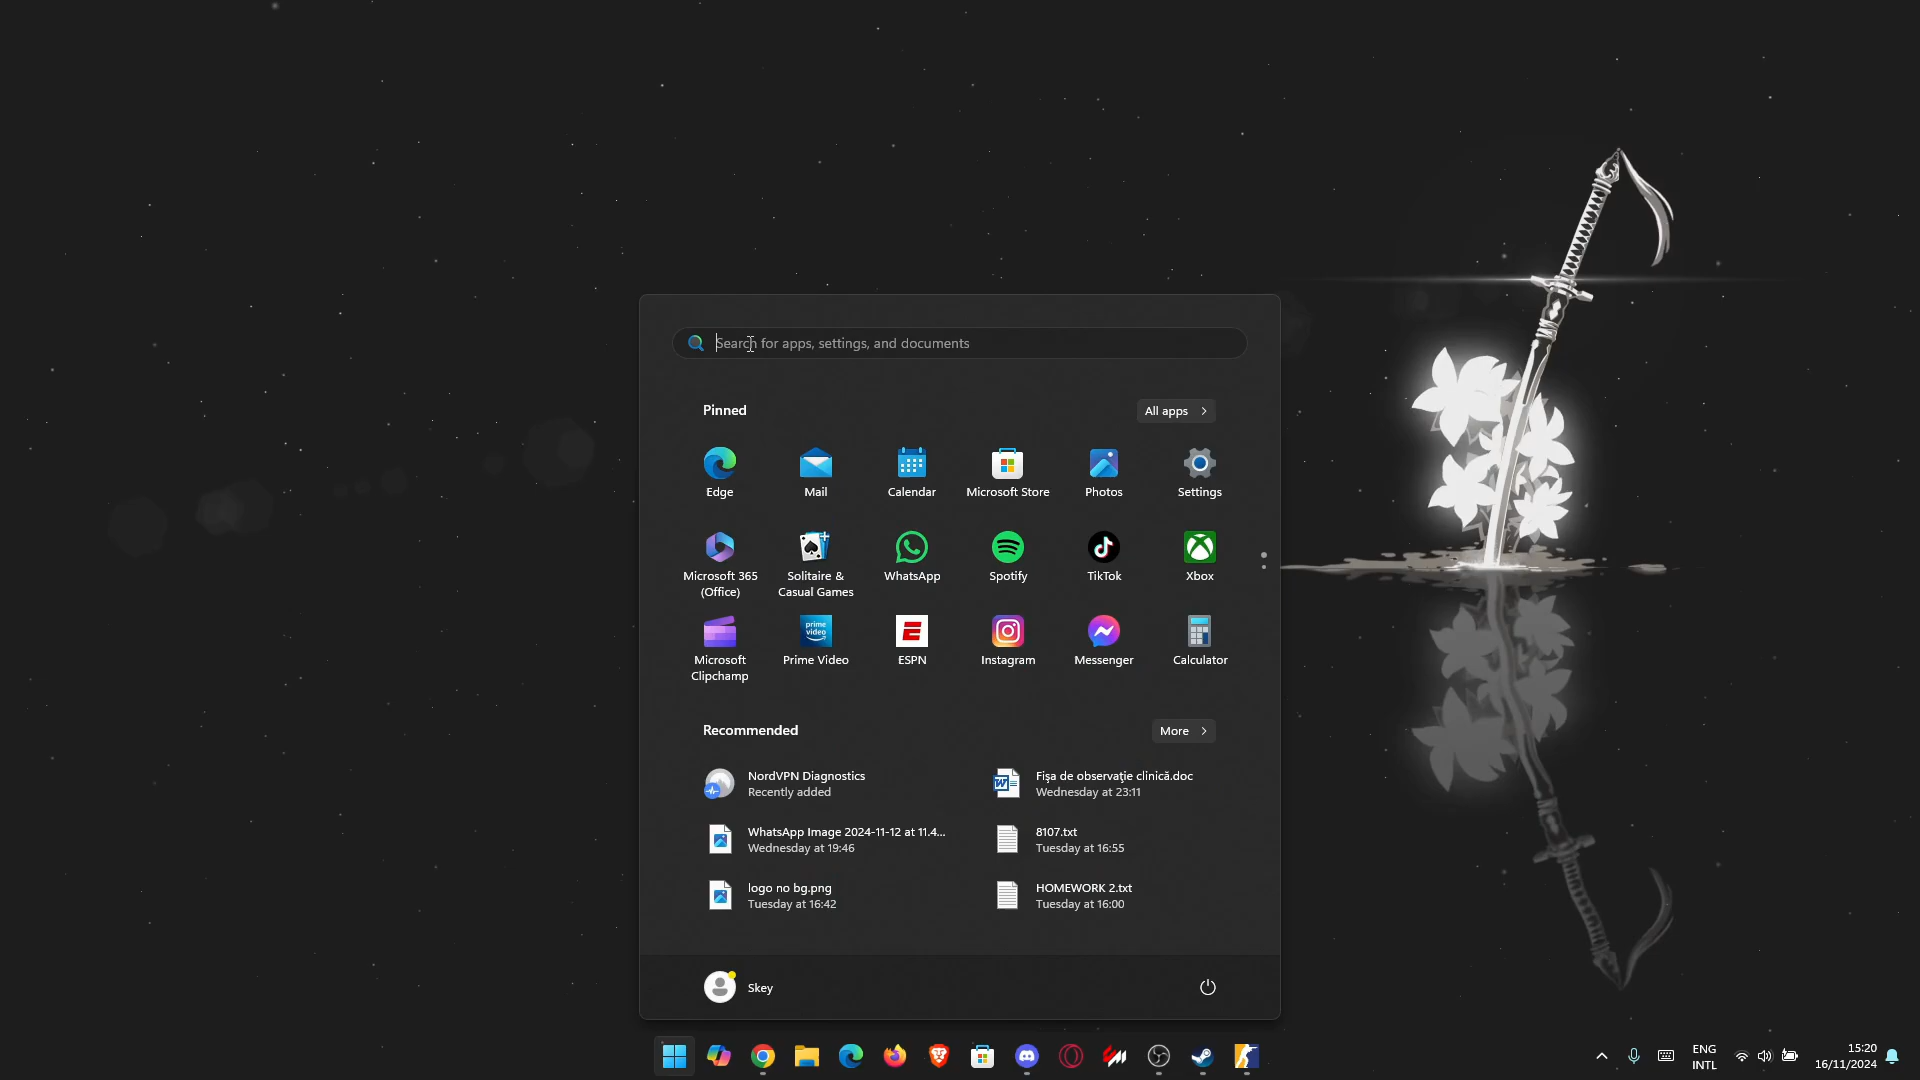 Search for apps, settings, and documents
Pinned
All apps
Edge
Mail
Calendar
Microsoft Store
Photos
Settings
Microsoft 365
(Office)
Solitaire &
Casual Games
WhatsApp
Spotify
TikTok
Xbox
Microsoft
Clipchamp
prime
video
Prime Video
ESPN
Instagram
Messenger
Calculator
Recommended
More
NordVPN Diagnostics
Recently added
Fișa de observație clinică.doc
Wednesday at 23:11
WhatsApp Image 2024-11-12 at 11.4...
Wednesday at 19:46
8107.txt
Tuesday at 16:55
logo no bg.png
Tuesday at 16:42
HOMEWORK 2.txt
Tuesday at 16:00
Skey
ENG
INTL
15:20
16/11/2024